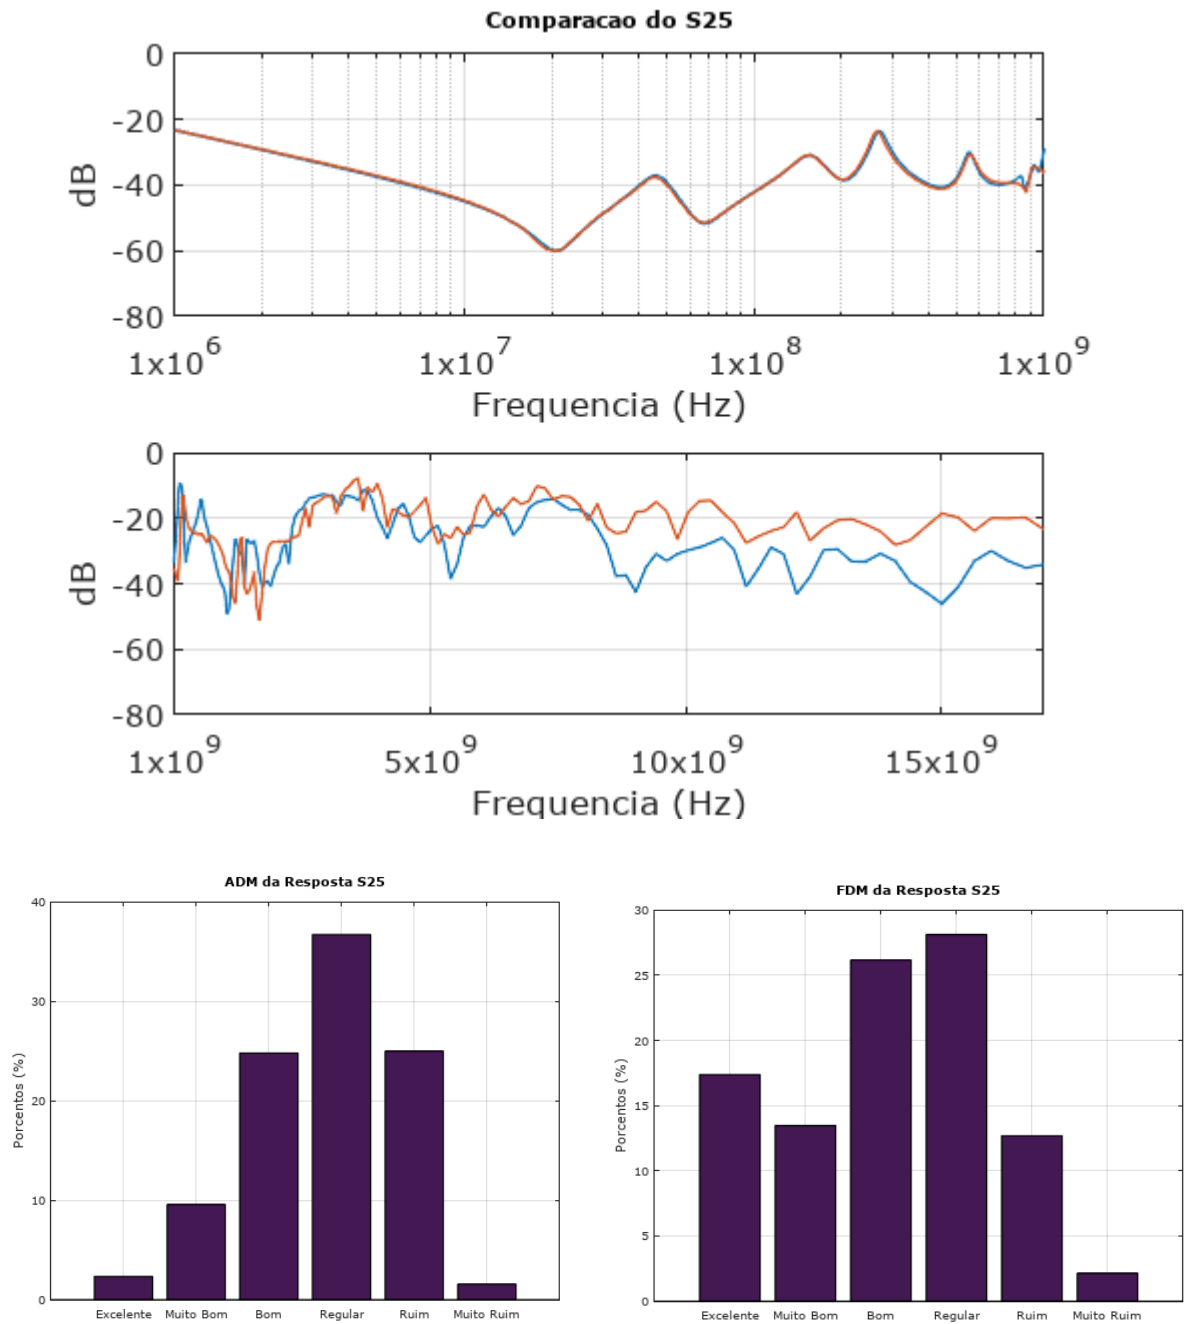 Comparacao do S25
0
-20
-40
-60
-80
dB
1x10^6 1x10^7 1x10^8 1x10^9
Frequencia (Hz)
0
-20
-40
-60
-80
dB
1x10^9 5x10^9 10x10^9 15x10^9
Frequencia (Hz)
ADM da Resposta S25
40
30
20
10
0
Porcentos (%)
Excelente Muito Bom Bom Regular Ruim Muito Ruim
FDM da Resposta S25
30
25
20
15
10
5
0
Porcentos (%)
Excelente Muito Bom Bom Regular Ruim Muito Ruim